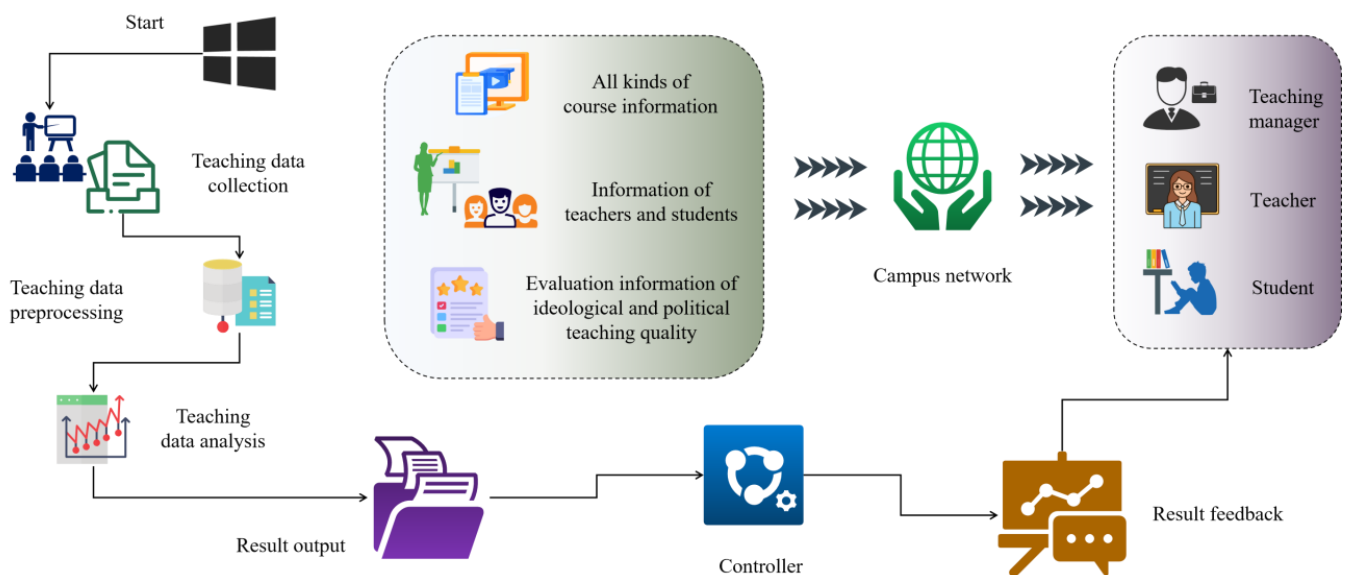 Start
Teaching data
collection
Teaching data
preprocessing
Teaching
data analysis
Result output
Controller
Result feedback
All kinds of
course information
Information of
teachers and students
Evaluation information of
ideological and political
teaching quality
Campus network
Teaching
manager
Teacher
Student